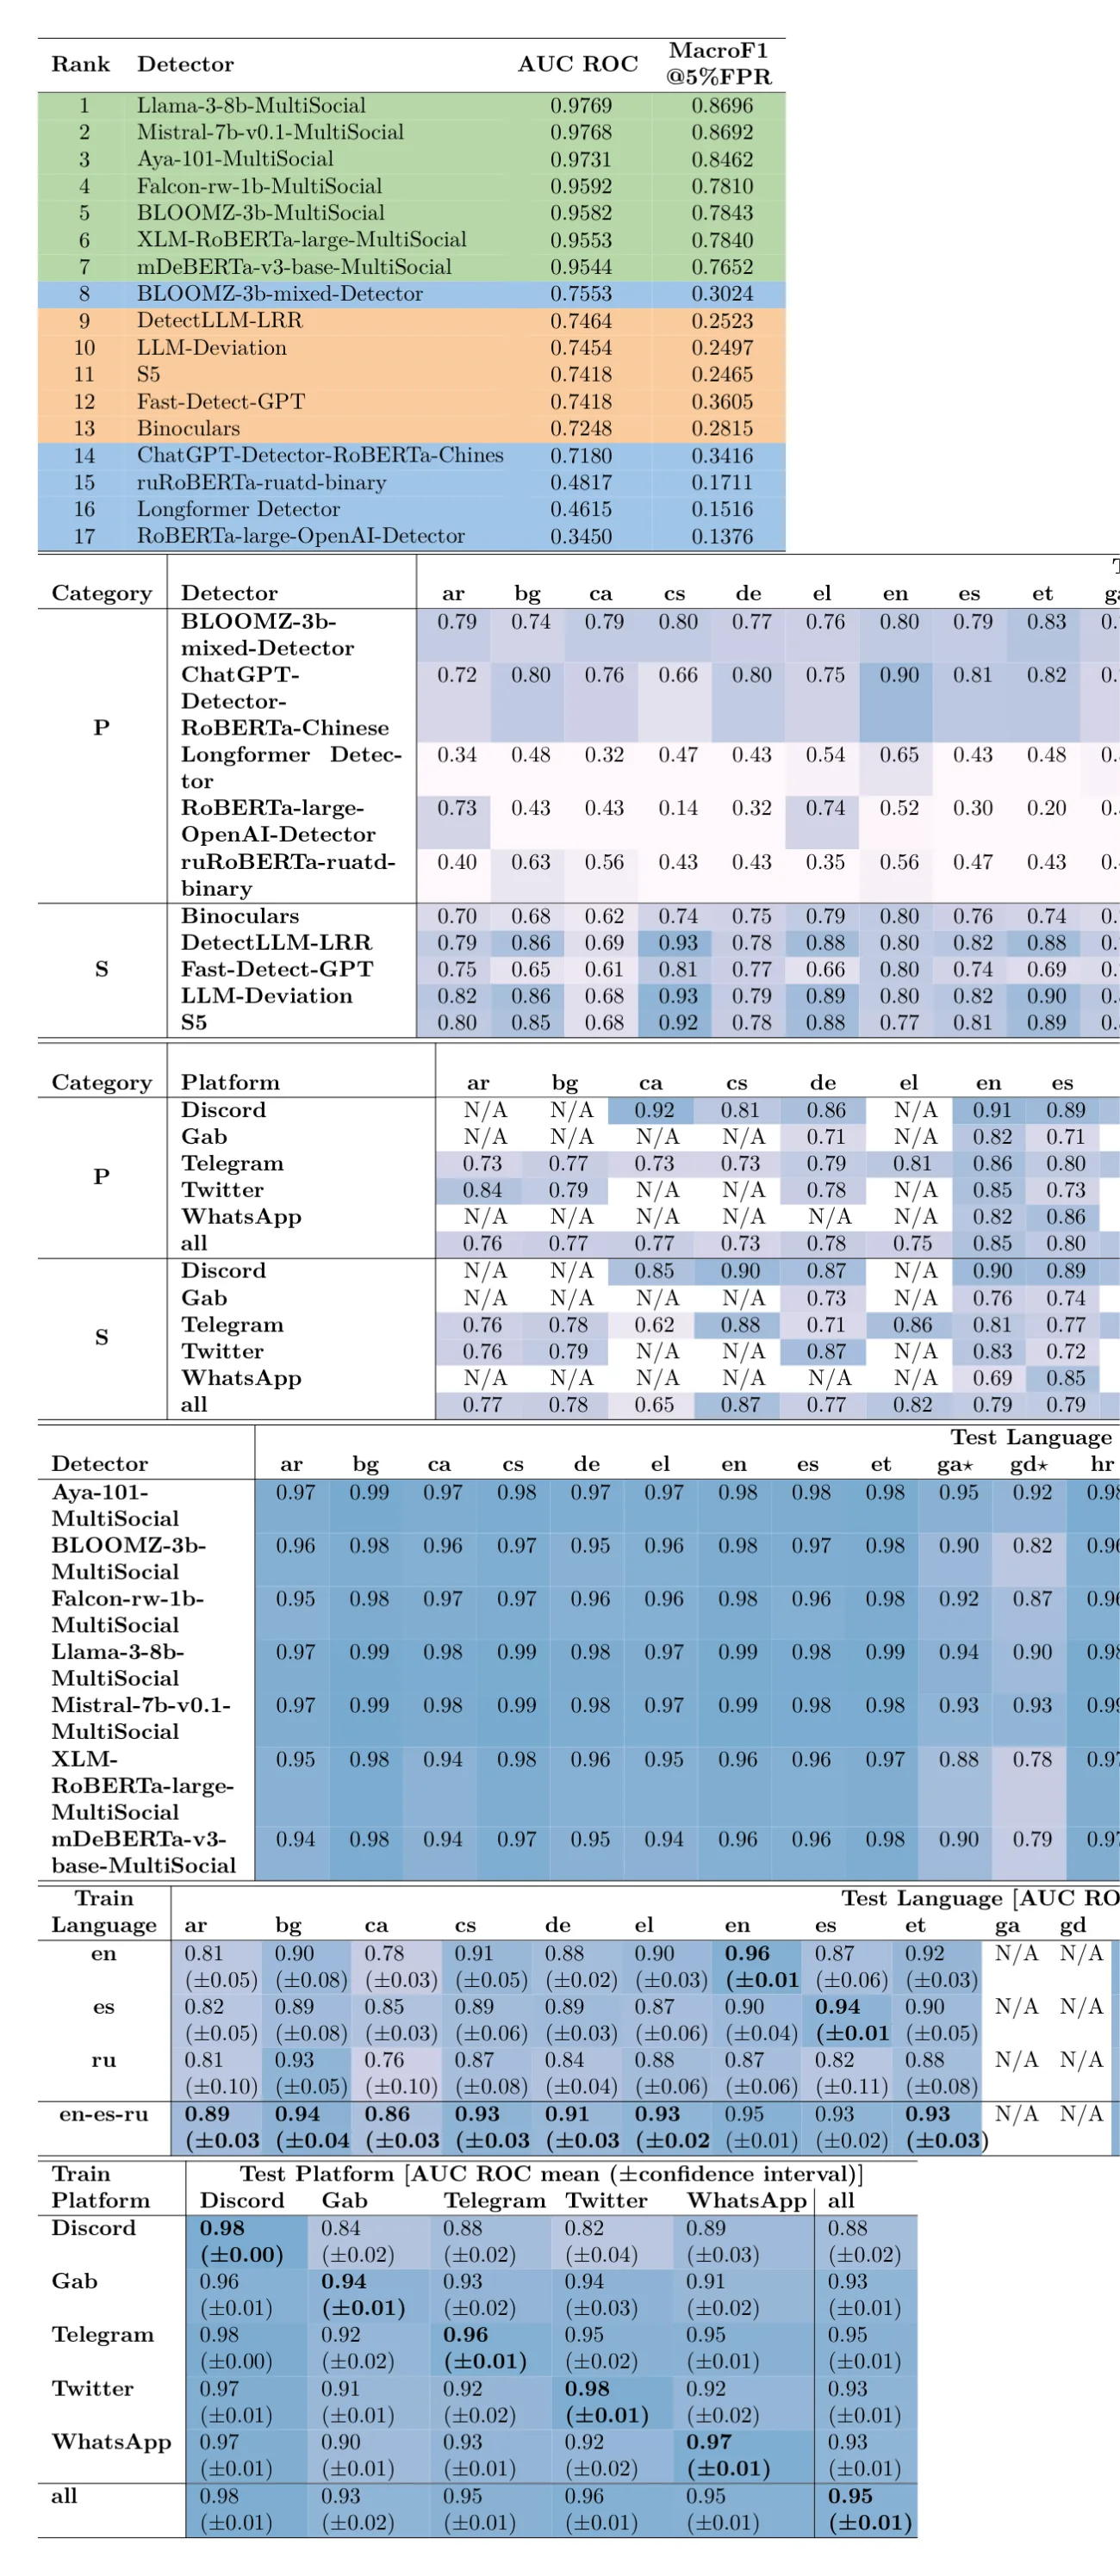 Rank Detector AUC ROC MacroF1 @5%FPR
1 Llama-3-8b-MultiSocial 0.9769 0.8696
2 Mistral-7b-v0.1-MultiSocial 0.9768 0.8692
3 Aya-101-MultiSocial 0.9731 0.8462
4 Falcon-rw-1b-MultiSocial 0.9592 0.7810
5 BLOOMZ-3b-MultiSocial 0.9582 0.7843
6 XLM-RoBERTa-large-MultiSocial 0.9553 0.7840
7 mDeBERTa-v3-base-MultiSocial 0.9544 0.7652
8 BLOOMZ-3b-mixed-Detector 0.7553 0.3024
9 DetectLLM-LRR 0.7464 0.2523
10 LLM-Deviation 0.7454 0.2497
11 S5 0.7418 0.2465
12 Fast-Detect-GPT 0.7418 0.3605
13 Binoculars 0.7248 0.2815
14 ChatGPT-Detector-RoBERTa-Chines 0.7180 0.3416
15 ruRoBERTa-ruatd-binary 0.4817 0.1711
16 Longformer Detector 0.4615 0.1516
17 RoBERTa-large-OpenAI-Detector 0.3450 0.1376
Category Detector ar bg ca cs de el en es et
BLOOMZ-3b- 0.79 0.74 0.79 0.80 0.77 0.76 0.80 0.79 0.83
mixed-Detector
ChatGPT- 0.72 0.80 0.76 0.66 0.80 0.75 0.90 0.81 0.82
Detector-
P RoBERTa-Chinese
Longformer Detec- 0.34 0.48 0.32 0.47 0.43 0.54 0.65 0.43 0.48
tor
RoBERTa-large- 0.73 0.43 0.43 0.14 0.32 0.74 0.52 0.30 0.20
OpenAI-Detector
ruRoBERTa-ruatd- 0.40 0.63 0.56 0.43 0.43 0.35 0.56 0.47 0.43
binary
Binoculars 0.70 0.68 0.62 0.74 0.75 0.79 0.80 0.76 0.74
DetectLLM-LRR 0.79 0.86 0.69 0.93 0.78 0.88 0.80 0.82 0.88
S Fast-Detect-GPT 0.75 0.65 0.61 0.81 0.77 0.66 0.80 0.74 0.69
LLM-Deviation 0.82 0.86 0.68 0.93 0.79 0.89 0.80 0.82 0.90
S5 0.80 0.85 0.68 0.92 0.78 0.88 0.77 0.81 0.89
Category Platform ar bg ca cs de el en es
Discord N/A N/A 0.92 0.81 0.86 N/A 0.91 0.89
Gab N/A N/A N/A N/A 0.71 N/A 0.82 0.71
P Telegram 0.73 0.77 0.73 0.73 0.79 0.81 0.86 0.80
Twitter 0.84 0.79 N/A N/A 0.78 N/A 0.85 0.73
WhatsApp N/A N/A N/A N/A N/A N/A 0.82 0.86
all 0.76 0.77 0.77 0.73 0.78 0.75 0.85 0.80
Discord N/A N/A 0.85 0.90 0.87 N/A 0.90 0.89
Gab N/A N/A N/A N/A 0.73 N/A 0.76 0.74
S Telegram 0.76 0.78 0.62 0.88 0.71 0.86 0.81 0.77
Twitter 0.76 0.79 N/A N/A 0.87 N/A 0.83 0.72
WhatsApp N/A N/A N/A N/A N/A N/A 0.69 0.85
all 0.77 0.78 0.65 0.87 0.77 0.82 0.79 0.79
Test Language
Detector ar bg ca cs de el en es et ga⋆ gd⋆ hr
Aya-101- 0.97 0.99 0.97 0.98 0.97 0.97 0.98 0.98 0.98 0.95 0.92
MultiSocial
BLOOMZ-3b- 0.96 0.98 0.96 0.97 0.95 0.96 0.98 0.97 0.98 0.90 0.82
MultiSocial
Falcon-rw-1b- 0.95 0.98 0.97 0.97 0.96 0.96 0.98 0.96 0.98 0.92 0.87
MultiSocial
Llama-3-8b- 0.97 0.99 0.98 0.99 0.98 0.97 0.99 0.98 0.99 0.94 0.90
MultiSocial
Mistral-7b-v0.1- 0.97 0.99 0.98 0.99 0.98 0.97 0.99 0.98 0.98 0.93 0.93
MultiSocial
XLM- 0.95 0.98 0.94 0.98 0.96 0.95 0.96 0.96 0.97 0.88 0.78
RoBERTa-large-
MultiSocial
mDeBERTa-v3- 0.94 0.98 0.94 0.97 0.95 0.94 0.96 0.96 0.98 0.90 0.79
base-MultiSocial
Train Test Language [AUC RO
Language ar bg ca cs de el en es et ga gd
en 0.81 0.90 0.78 0.91 0.88 0.90 0.96 0.87 0.92 N/A N/A
(±0.05) (±0.08) (±0.03) (±0.05) (±0.02) (±0.03) (±0.01 (±0.06) (±0.03)
es 0.82 0.89 0.85 0.89 0.89 0.87 0.90 0.94 0.90 N/A N/A
(±0.05) (±0.08) (±0.03) (±0.06) (±0.03) (±0.06) (±0.04) (±0.01 (±0.05)
ru 0.81 0.93 0.76 0.87 0.84 0.88 0.87 0.82 0.88 N/A N/A
(±0.10) (±0.05) (±0.10) (±0.08) (±0.04) (±0.06) (±0.06) (±0.11) (±0.08)
en-es-ru 0.89 0.94 0.86 0.93 0.91 0.93 0.95 0.93 0.93 N/A N/A
(±0.03 (±0.04 (±0.03 (±0.03 (±0.03 (±0.02 (±0.01) (±0.02) (±0.03)
Train Test Platform [AUC ROC mean (±confidence interval)]
Platform Discord Gab Telegram Twitter WhatsApp all
Discord 0.98 0.84 0.88 0.82 0.89 0.88
(±0.00) (±0.02) (±0.02) (±0.04) (±0.03) (±0.02)
Gab 0.96 0.94 0.93 0.94 0.91 0.93
(±0.01) (±0.01) (±0.02) (±0.03) (±0.02) (±0.01)
Telegram 0.98 0.92 0.96 0.95 0.95 0.95
(±0.00) (±0.02) (±0.01) (±0.02) (±0.01) (±0.01)
Twitter 0.97 0.91 0.92 0.98 0.92 0.93
(±0.01) (±0.01) (±0.02) (±0.01) (±0.02) (±0.01)
WhatsApp 0.97 0.90 0.93 0.92 0.97 0.93
(±0.01) (±0.01) (±0.01) (±0.02) (±0.01) (±0.01)
all 0.98 0.93 0.95 0.96 0.95 0.95
(±0.01) (±0.02) (±0.01) (±0.01) (±0.01) (±0.01)